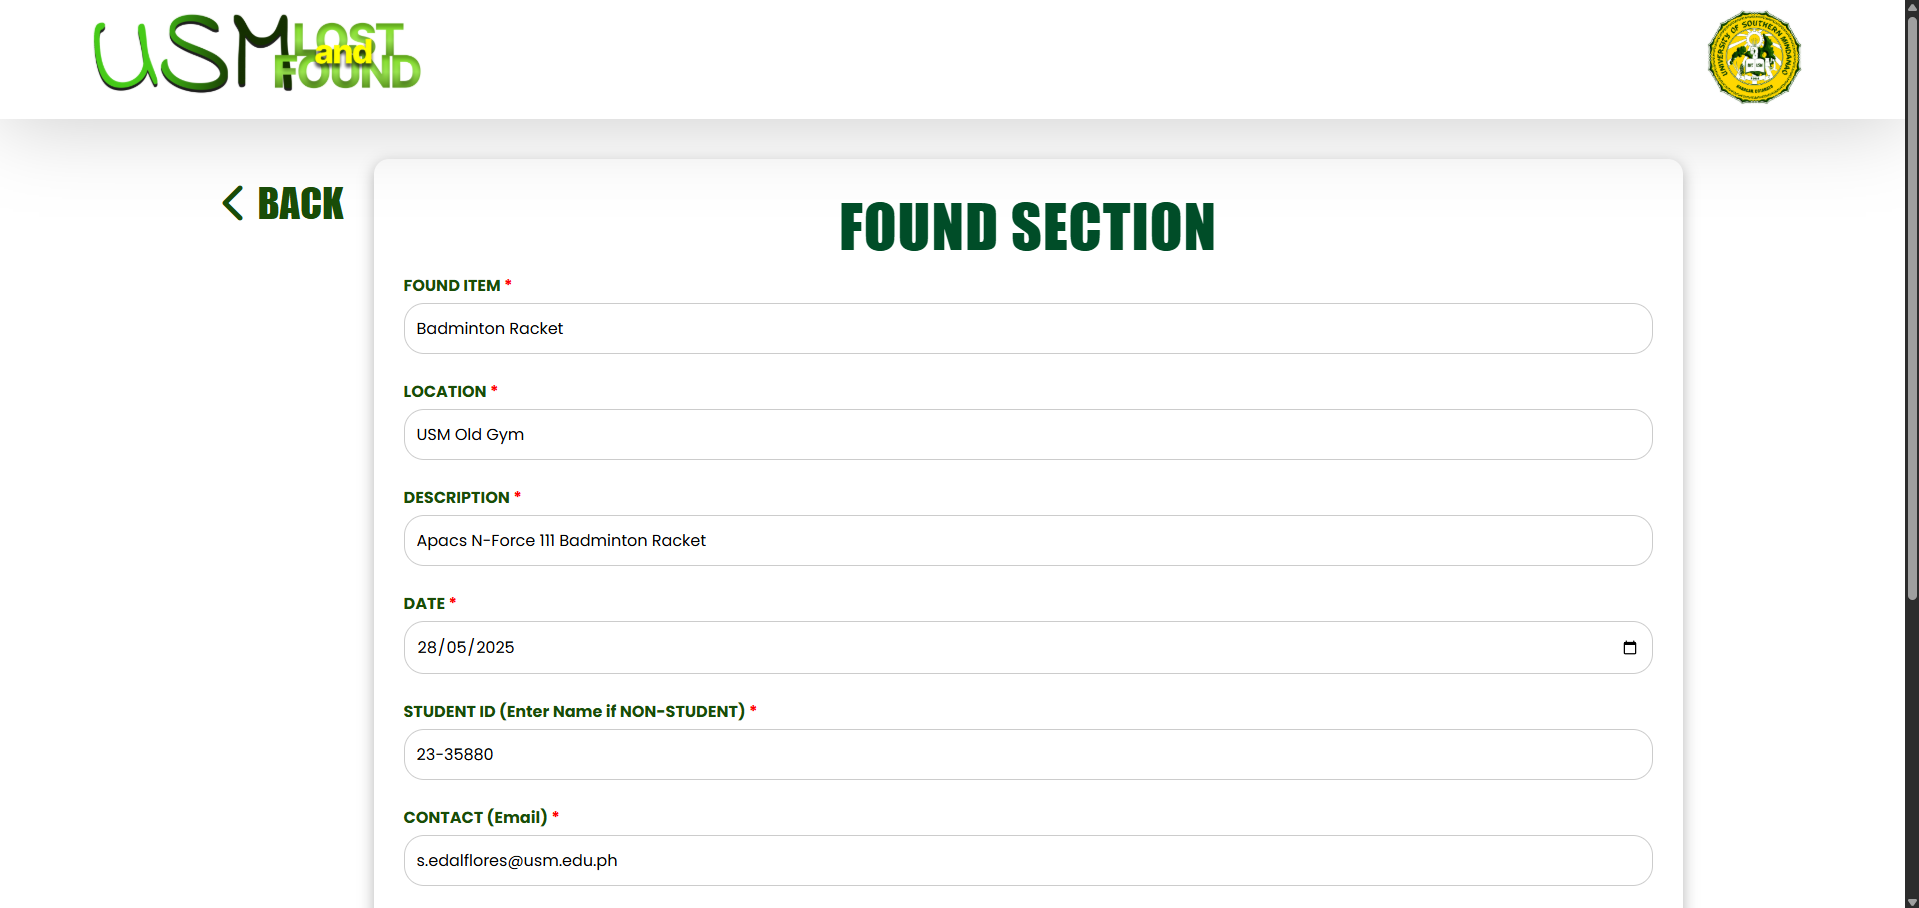 USM LOST
and
FOUND
UNIVERSITY OF SOUTHERN MINDANAO
BACK
FOUND SECTION
FOUND ITEM *
Badminton Racket
LOCATION *
USM Old Gym
DESCRIPTION *
Apacs N-Force 111 Badminton Racket
DATE *
28/05/2025
STUDENT ID (Enter Name if NON-STUDENT) *
23-35880
CONTACT (Email) *
s.edalflores@usm.edu.ph